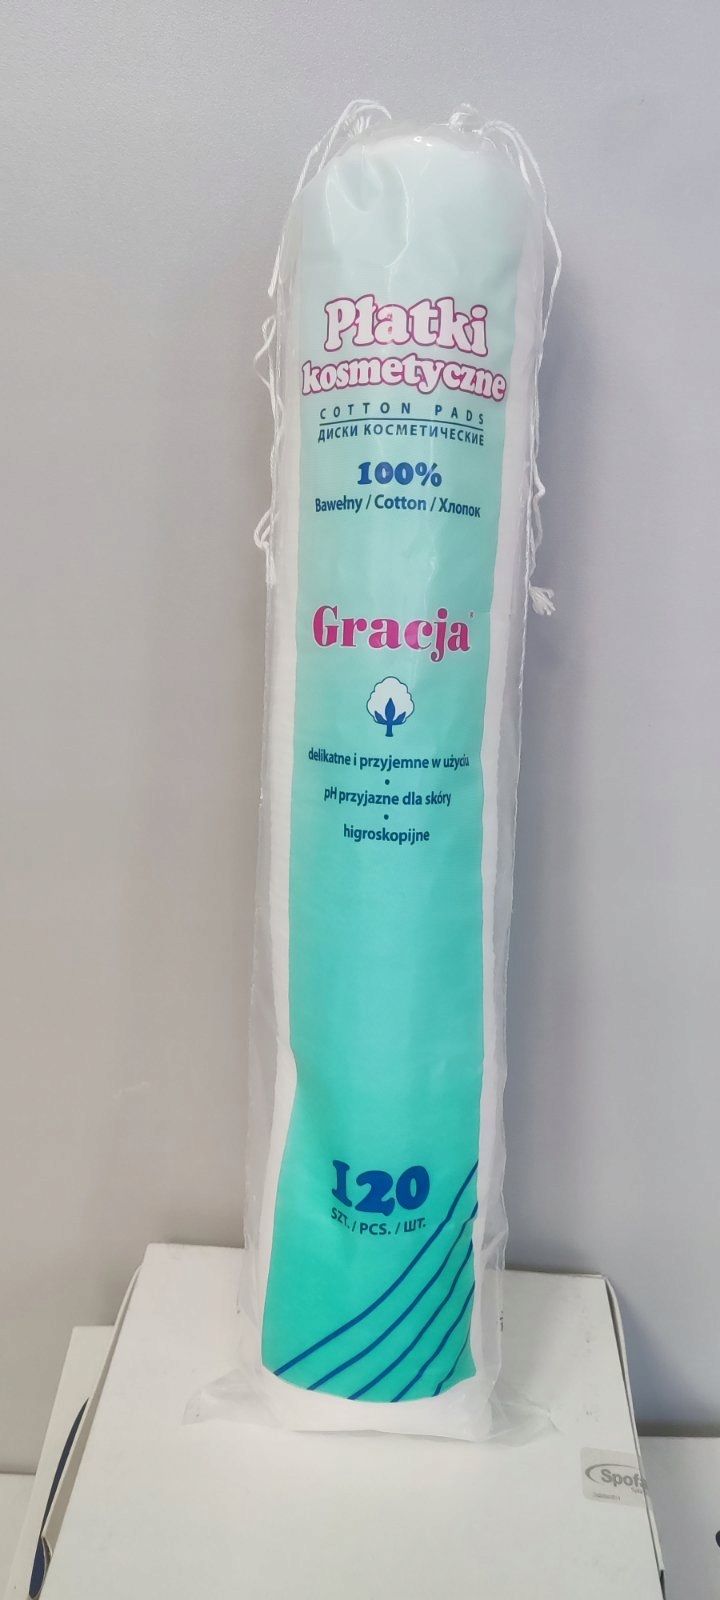 Płatki
kosmetyczne
COTTON PADS
ДИСКИ КОСМЕТИЧЕСКИЕ
100%
Bawełny / Cotton / Хлопок
Gracja®
delikatne i przyjemne w użyciu
•
pH przyjazne dla skóry
•
higroskopijne
120
SZT. / PCS. / ШТ.
Spofa